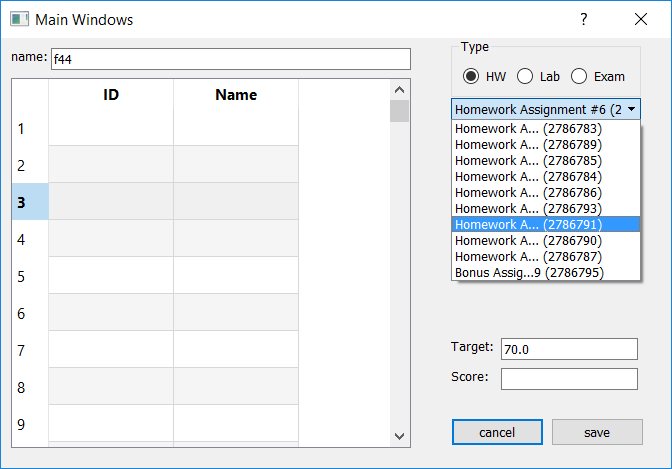 Main Windows
name: f44
ID Name
1
2
3
4
5
6
7
8
9
Type
HW Lab Exam
Homework Assignment #6 (2
Homework A... (2786783)
Homework A... (2786789)
Homework A... (2786785)
Homework A... (2786784)
Homework A... (2786786)
Homework A... (2786793)
Homework A... (2786791)
Homework A... (2786790)
Homework A... (2786787)
Bonus Assig...9 (2786795)
Target: 70.0
Score:
cancel save